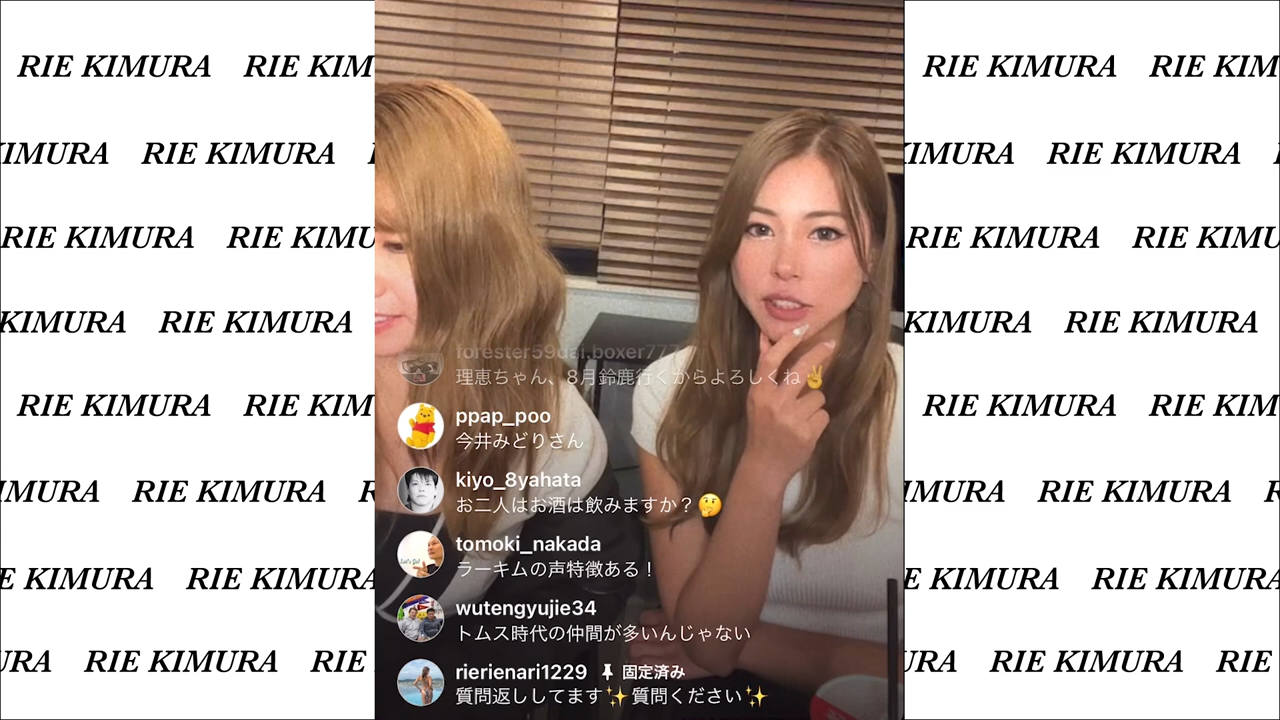 RIE KIMURA RIE KIM
IMURA RIE KIMURA
RIE KIMURA RIE KIMU
KIMURA RIE KIMURA
RIE KIMURA RIE KIM
IMURA RIE KIMURA R
E KIMURA RIE KIMURA
URA RIE KIMURA RIE
forester59dai.boxer777
理恵ちゃん、8月鈴鹿行くからよろしくね✌️
ppap_poo
今井みどりさん
kiyo_8yahata
お二人はお酒は飲みますか？🤔
tomoki_nakada
Let's Go!
ラーキムの声特徴ある！
wutengyujie34
トムス時代の仲間が多いんじゃない
rierienari1229 📌 固定済み
質問返ししてます✨質問ください✨
RIE KIMURA RIE KIM
IMURA RIE KIMURA
RIE KIMURA RIE KIMU
KIMURA RIE KIMURA
RIE KIMURA RIE KIM
IMURA RIE KIMURA R
E KIMURA RIE KIMURA
URA RIE KIMURA RIE